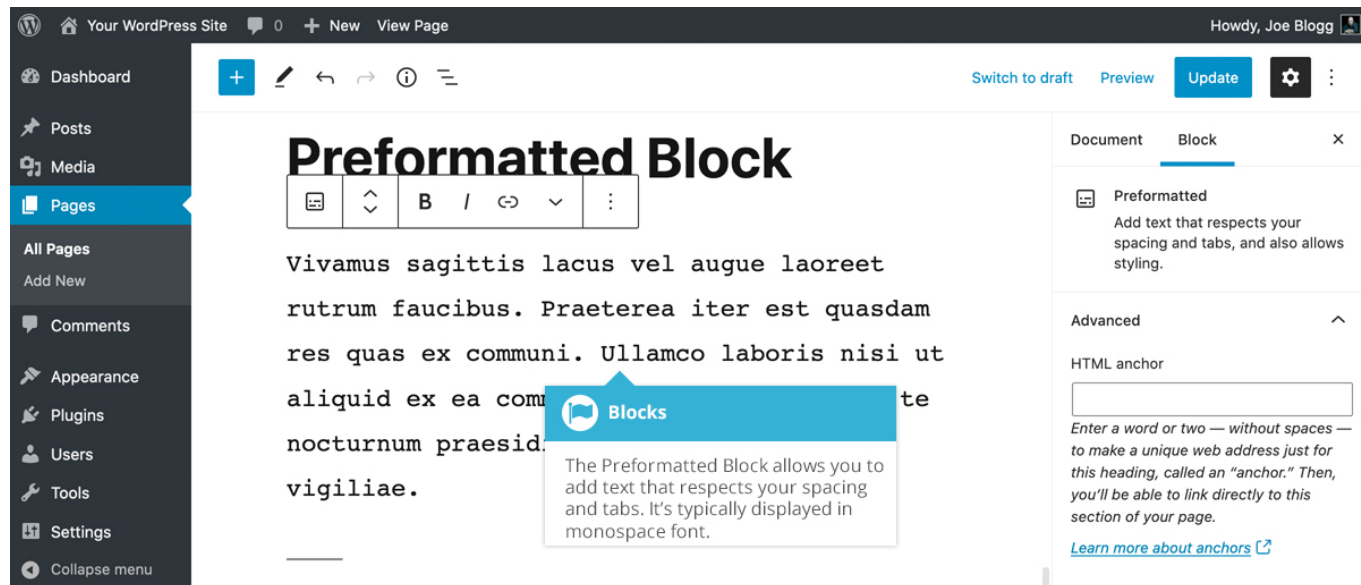 Your WordPress Site 0 New View Page Howdy, Joe Blogg
Dashboard
Posts
Media
Pages
All Pages
Add New
Comments
Appearance
Plugins
Users
Tools
Settings
Collapse menu
Switch to draft Preview Update
Preformatted Block
B I
Vivamus sagittis lacus vel augue laoreet
rutrum faucibus. Praeterea iter est quasdam
res quas ex communi. Ullamco laboris nisi ut
aliquid ex ea com te
nocturnum praesid
vigiliae.
Blocks
The Preformatted Block allows you to
add text that respects your spacing
and tabs. It's typically displayed in
monospace font.
Document Block
Preformatted
Add text that respects your
spacing and tabs, and also allows
styling.
Advanced
HTML anchor
Enter a word or two — without spaces —
to make a unique web address just for
this heading, called an “anchor.” Then,
you’ll be able to link directly to this
section of your page.
Learn more about anchors